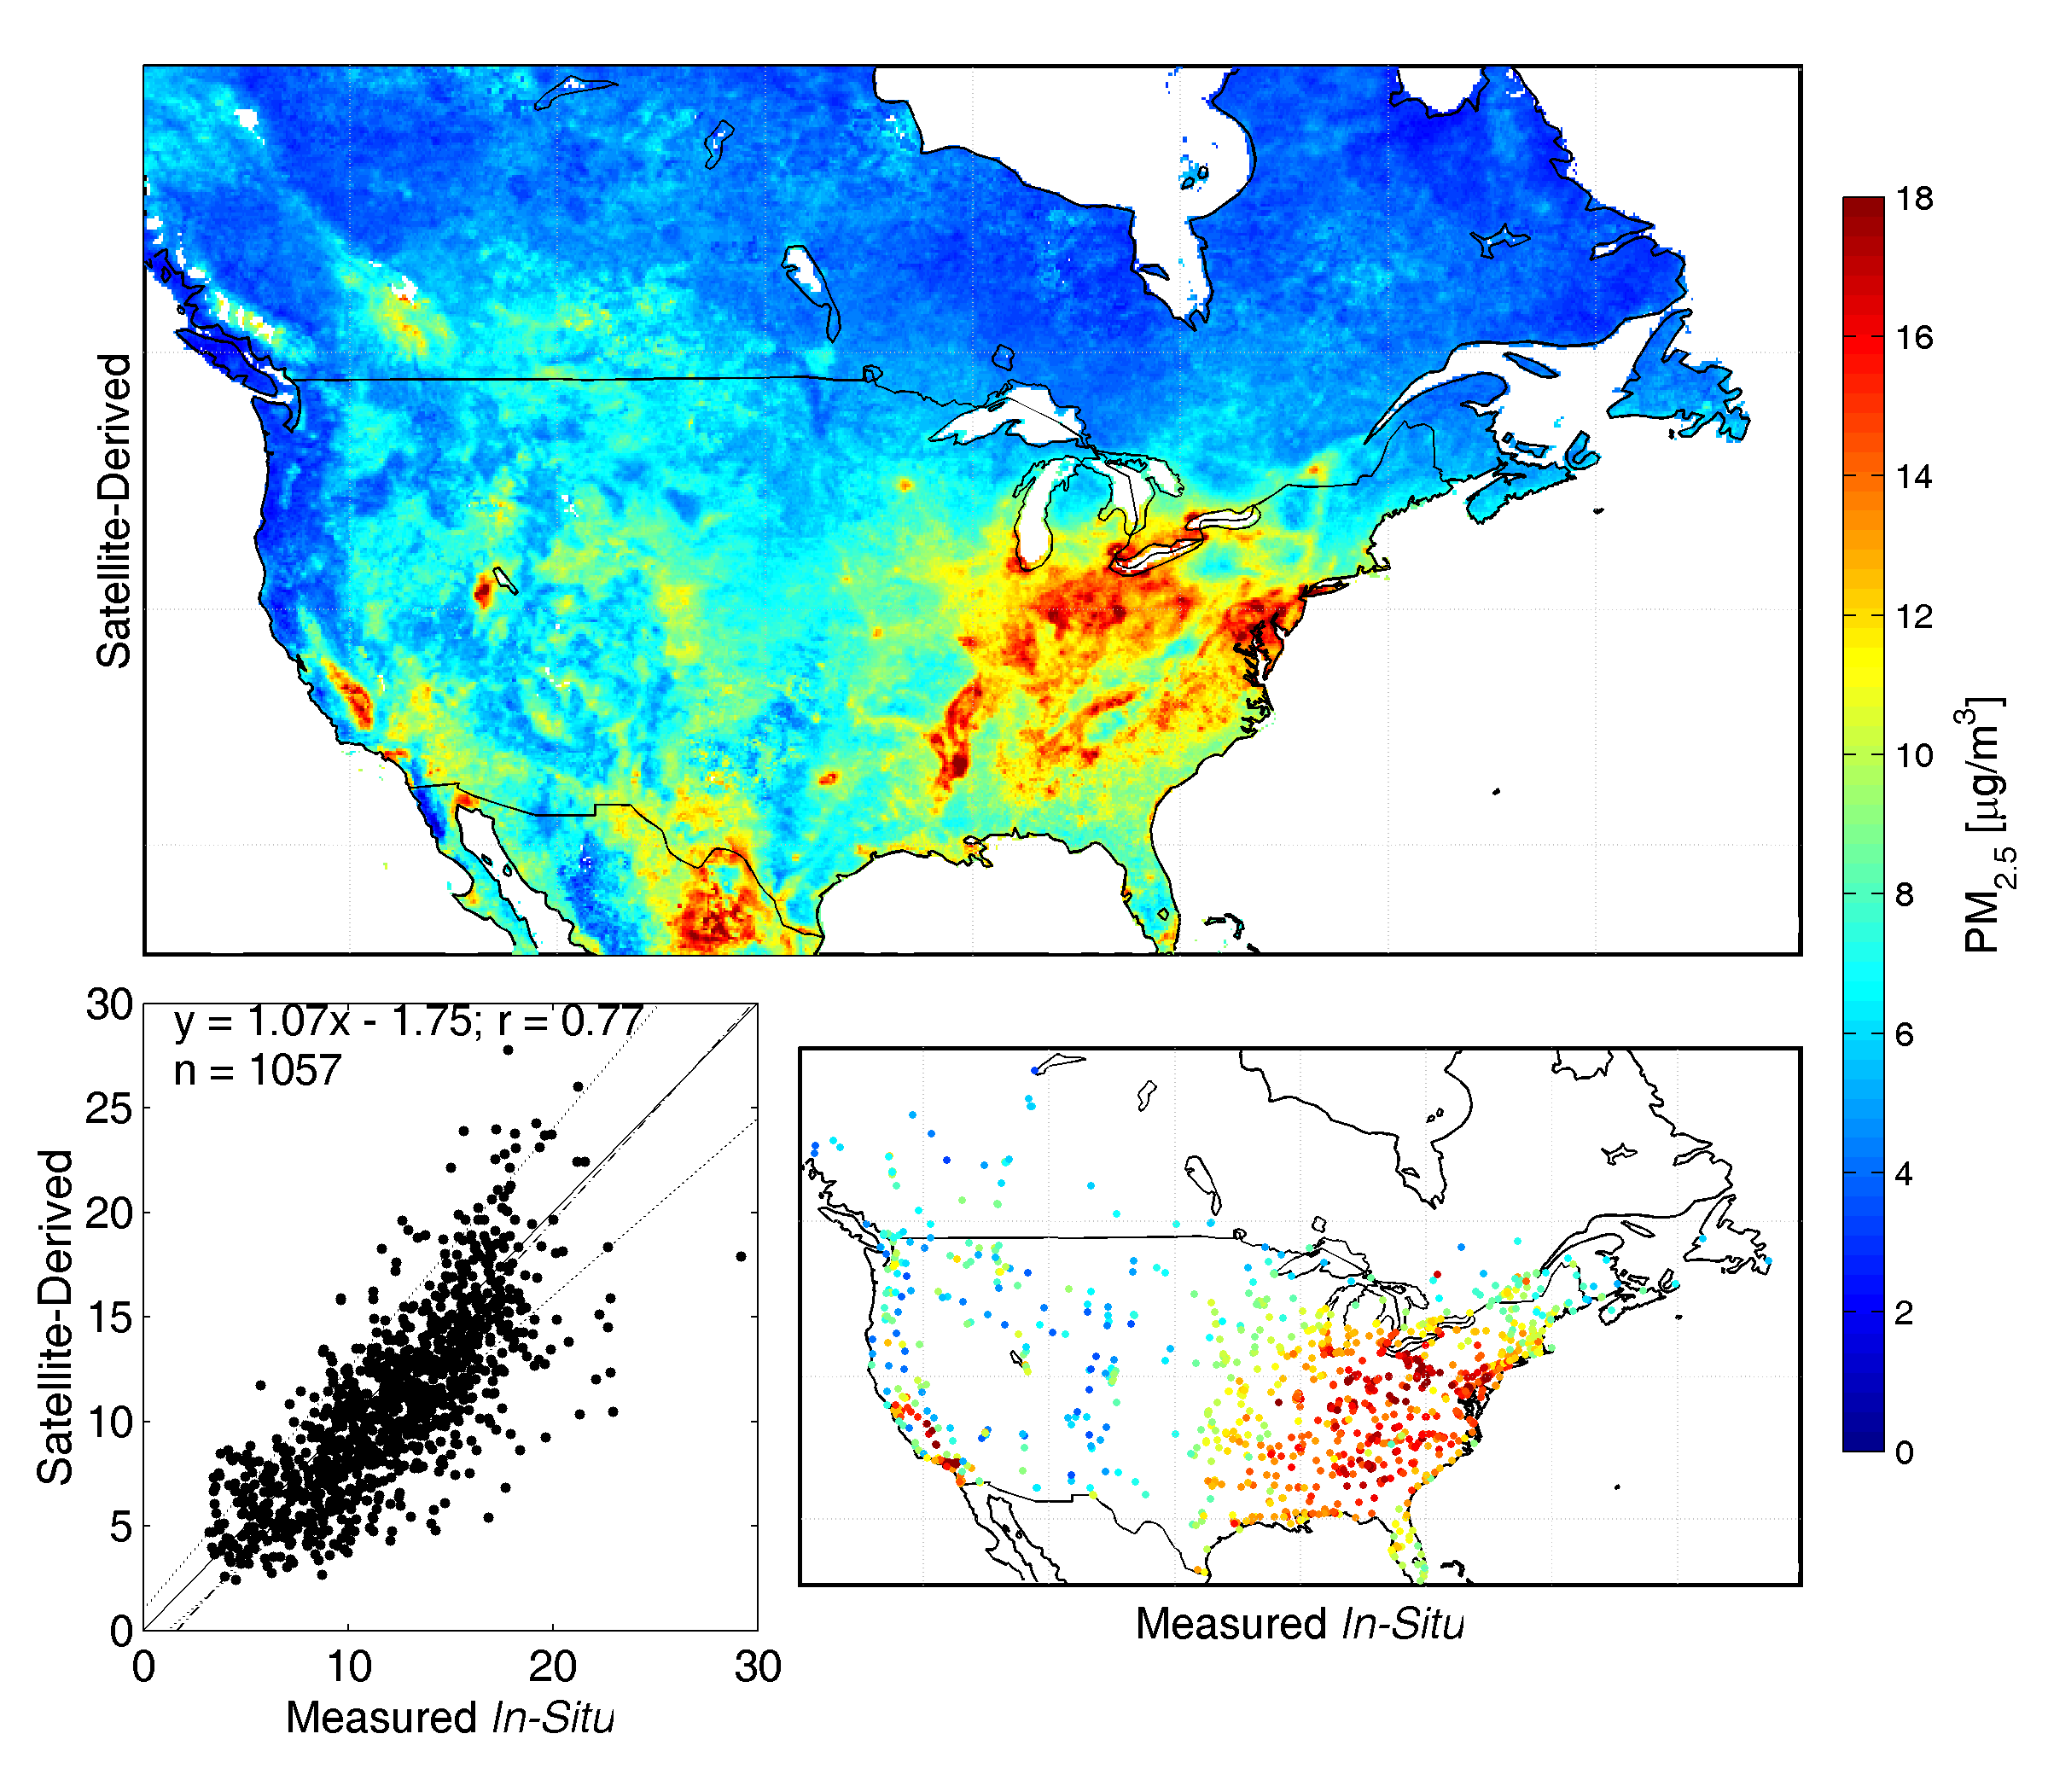 Satellite-Derived
18
16
14
12
10
8
6
4
2
0
PM2.5 [μg/m3]
y = 1.07x - 1.75; r = 0.77
n = 1057
30
25
20
15
10
5
0
Satellite-Derived
0 10 20 30
Measured In-Situ
Measured In-Situ